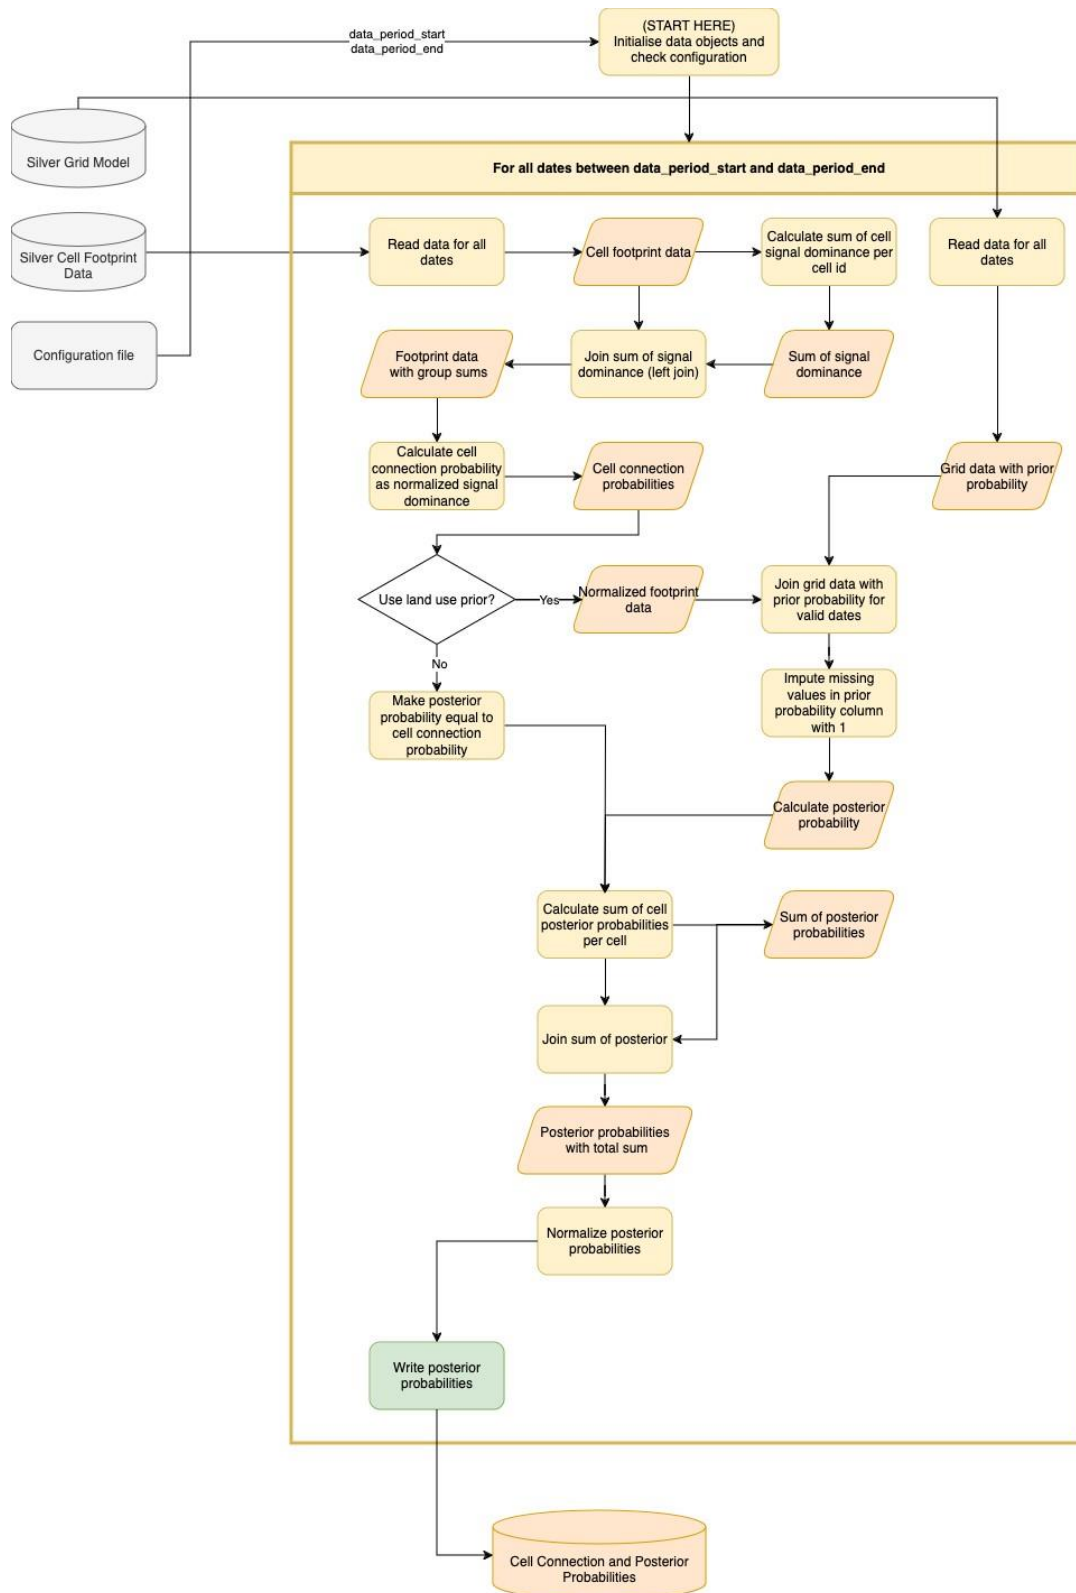 (START HERE)
Initialise data objects and
check configuration
data_period_start
data_period_end
Silver Grid Model
For all dates between data_period_start and data_period_end
Silver Cell Footprint
Data
Read data for all
dates
Cell footprint data
Calculate sum of cell
signal dominance per
cell id
Read data for all
dates
Configuration file
Footprint data
with group sums
Join sum of signal
dominance (left join)
Sum of signal
dominance
Calculate cell
connection probability
as normalized signal
dominance
Cell connection
probabilities
Grid data with prior
probability
Use land use prior?
Yes
Normalized footprint
data
Join grid data with
prior probability for
valid dates
No
Make posterior
probability equal to
cell connection
probability
Impute missing
values in prior
probability column
with 1
Calculate posterior
probability
Calculate sum of cell
posterior probabilities
per cell
Sum of posterior
probabilities
Join sum of posterior
Posterior probabilities
with total sum
Normalize posterior
probabilities
Write posterior
probabilities
Cell Connection and Posterior
Probabilities